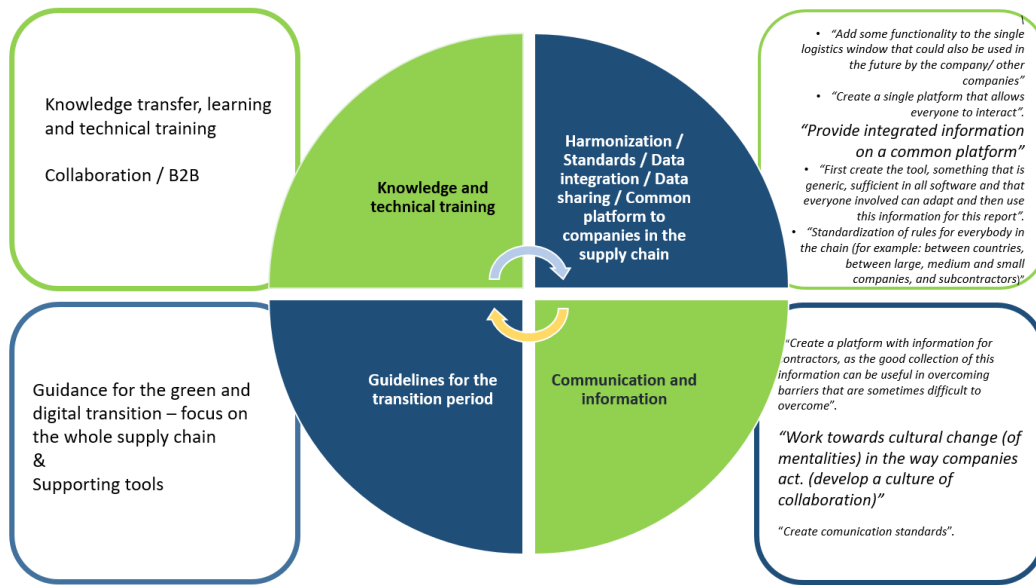 Knowledge transfer, learning
and technical training
Collaboration / B2B
Knowledge and
technical training
Harmonization /
Standards / Data
integration / Data
sharing / Common
platform to
companies in the
supply chain
\
• “Add some functionality to the single
logistics window that could also be used in
the future by the company/ other
companies”
• “Create a single platform that allows
everyone to interact”.
“Provide integrated information
on a common platform”
• “First create the tool, something that is
generic, sufficient in all software and that
everyone involved can adapt and then use
this information for this report”.
• “Standardization of rules for everybody in
the chain (for example: between countries,
between large, medium and small
companies, and subcontractors)”
Guidance for the green and
digital transition – focus on
the whole supply chain
&
Supporting tools
Guidelines for the
transition period
Communication and
information
“Create a platform with information for
ontractors, as the good collection of this
information can be useful in overcoming
barriers that are sometimes difficult to
overcome”.
“Work towards cultural change (of
mentalities) in the way companies
act. (develop a culture of
collaboration)”
“Create comunication standards”.